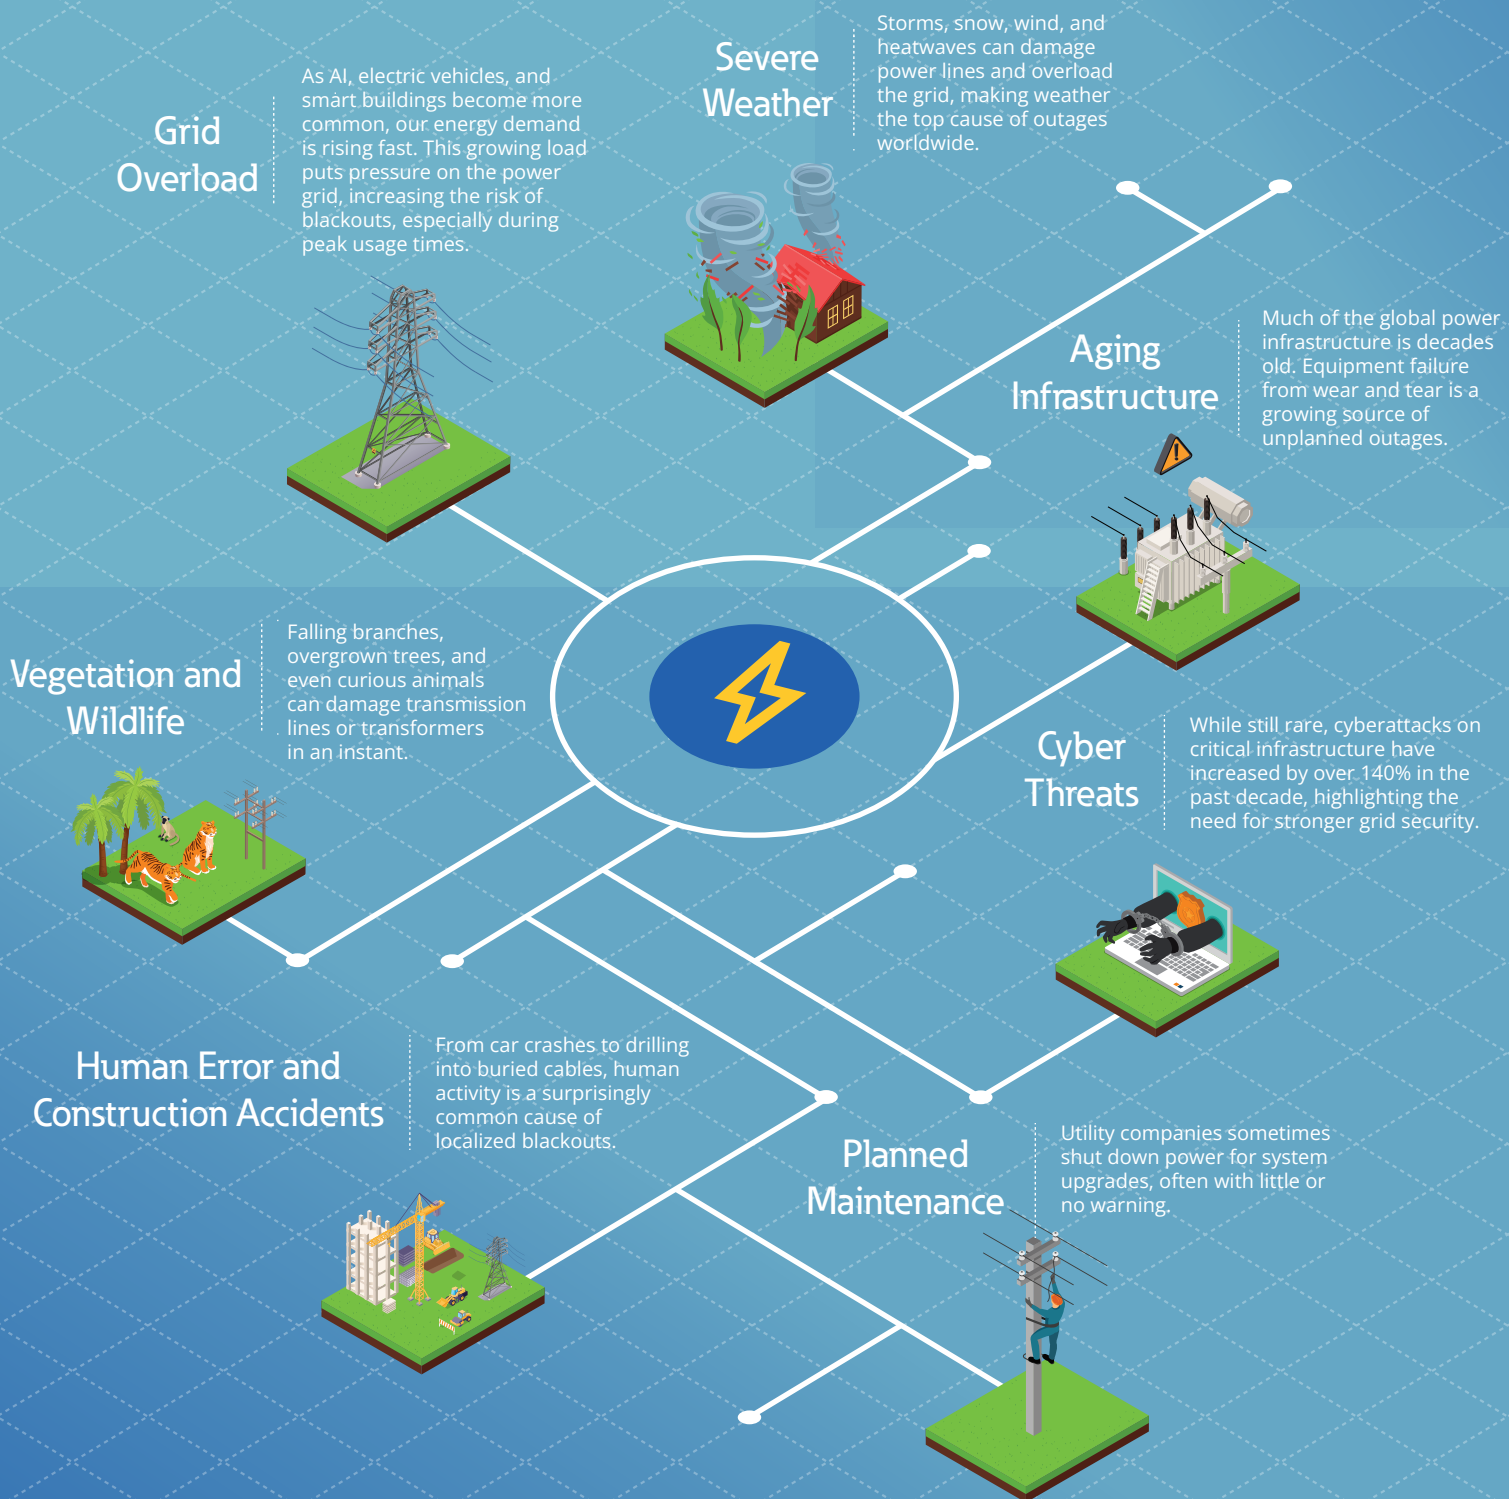 Grid
Overload
As AI, electric vehicles, and
smart buildings become more
common, our energy demand
is rising fast. This growing load
puts pressure on the power
grid, increasing the risk of
blackouts, especially during
peak usage times.
Severe
Weather
Storms, snow, wind, and
heatwaves can damage
power lines and overload
the grid, making weather
the top cause of outages
worldwide.
Aging
Infrastructure
Much of the global power
infrastructure is decades
old. Equipment failure
from wear and tear is a
growing source of
unplanned outages.
Vegetation and
Wildlife
Falling branches,
overgrown trees, and
even curious animals
can damage transmission
lines or transformers
in an instant.
Cyber
Threats
While still rare, cyberattacks on
critical infrastructure have
increased by over 140% in the
past decade, highlighting the
need for stronger grid security.
Human Error and
Construction Accidents
From car crashes to drilling
into buried cables, human
activity is a surprisingly
common cause of
localized blackouts.
Planned
Maintenance
Utility companies sometimes
shut down power for system
upgrades, often with little or
no warning.